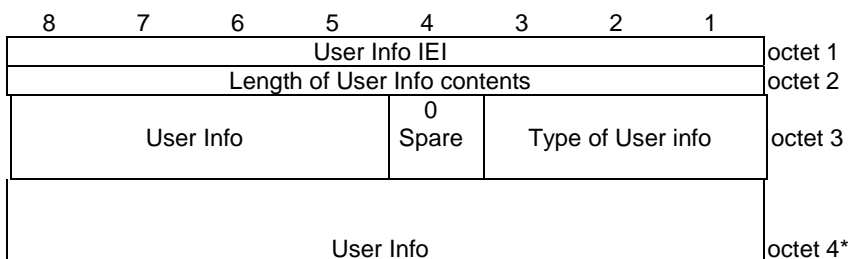 8 7 6 5 4 3 2 1
User Info IEI octet 1
Length of User Info contents octet 2
0
User Info Spare Type of User info octet 3
User Info octet 4*